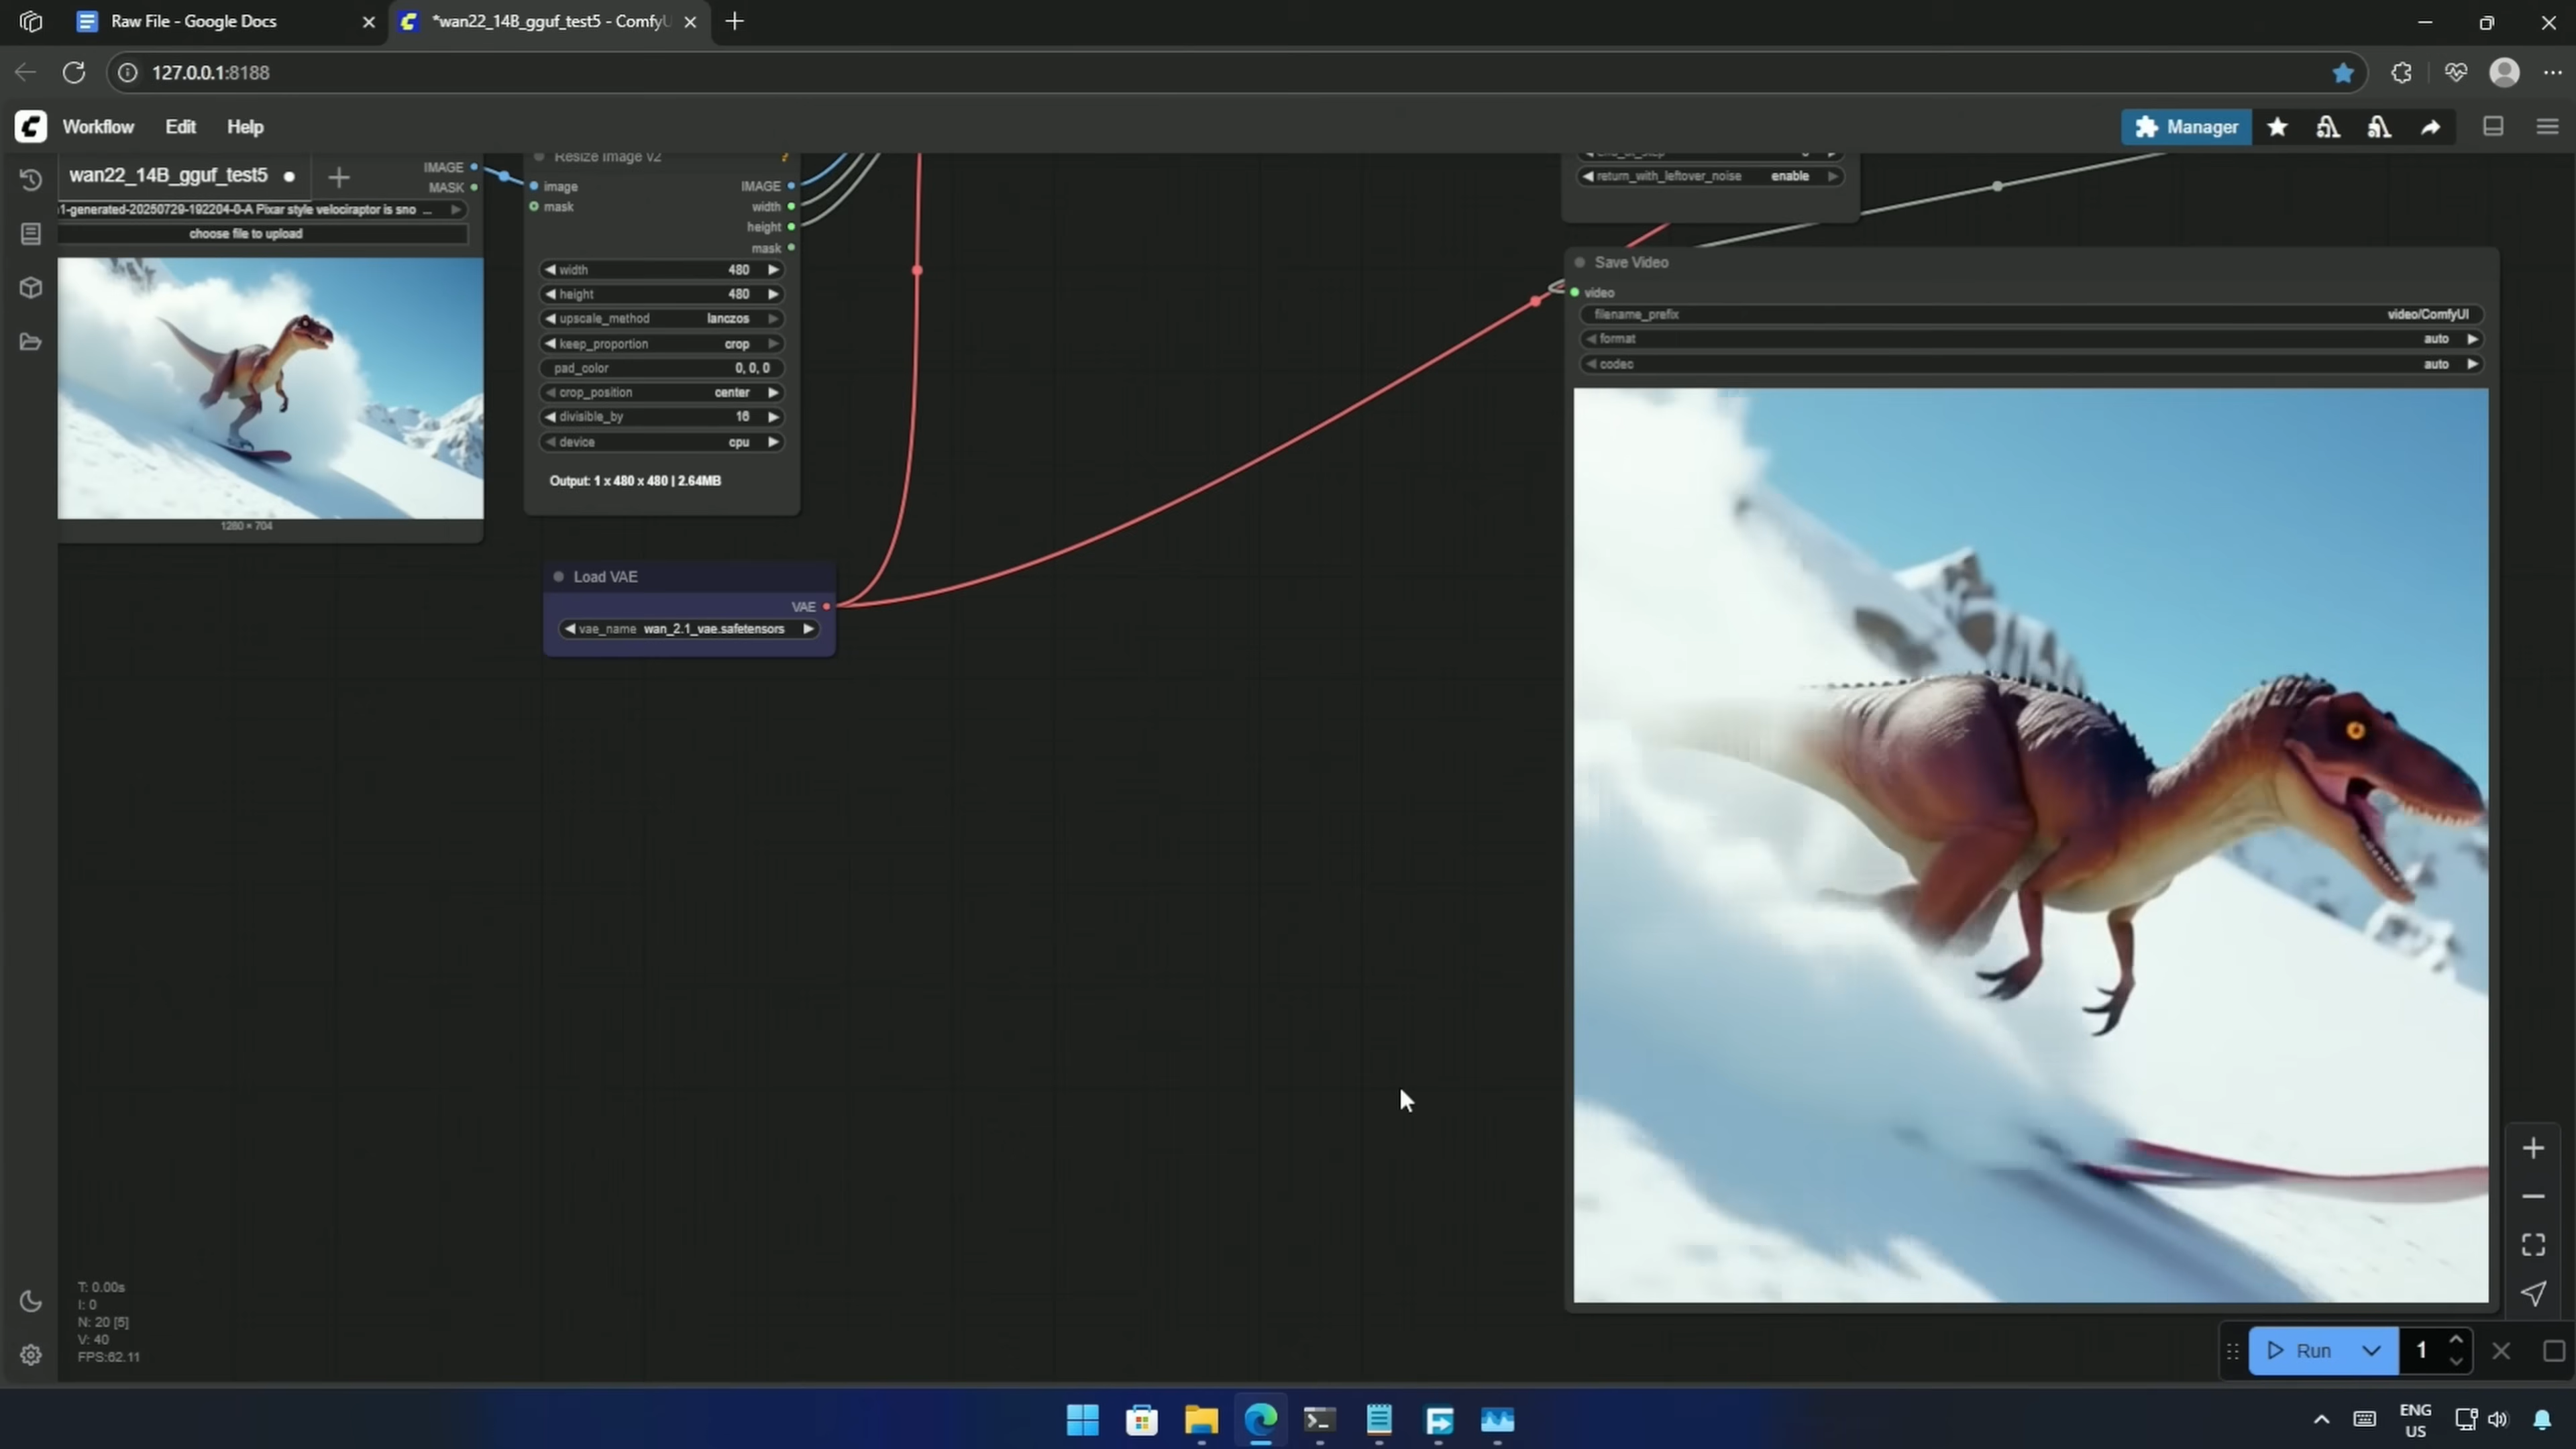 Raw File - Google Docs
*wan22_14B_gguf_test5 - ComfyU
127.0.0.1:8188
Workflow
Edit
Help
Manager
wan22_14B_gguf_test5
IMAGE
MASK
1-generated-20250729-192204-0-A Pixar style velociraptor is sno ...
choose file to upload
1280 × 704
Resize Image v2
image
mask
IMAGE
width
height
mask
width 480
height 480
upscale_method lanczos
keep_proportion crop
pad_color 0, 0, 0
crop_position center
divisible_by 16
device cpu
Output: 1 x 480 x 480 | 2.64MB
Load VAE
VAE
vae_name wan_2.1_vae.safetensors
return_with_leftover_noise enable
Save Video
video
filename_prefix video/ComfyUI
format auto
codec auto
T: 0.00s
I: 0
N: 20 [5]
V: 40
FPS:62.11
Run
1
ENG
US